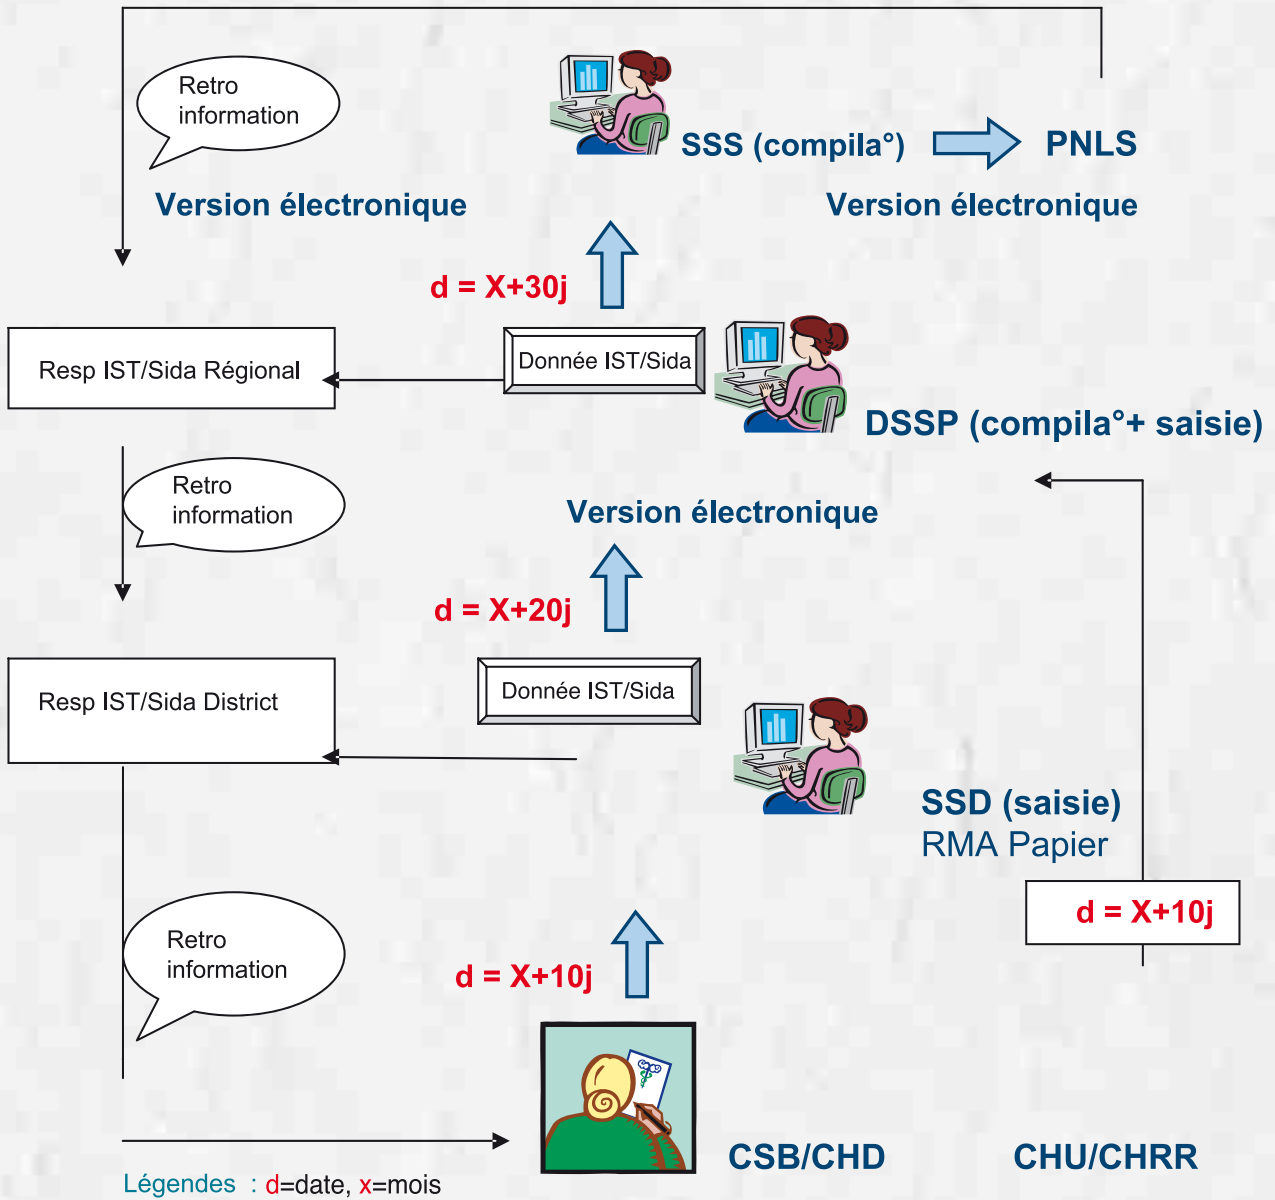 Retro
information
SSS (compila°)
PNLS
Version électronique
Version électronique
d = X+30j
Resp IST/Sida Régional
Donnée IST/Sida
DSSP (compila°+ saisie)
Retro
information
Version électronique
d = X+20j
Resp IST/Sida District
Donnée IST/Sida
SSD (saisie)
RMA Papier
d = X+10j
Retro
information
d = X+10j
CSB/CHD
CHU/CHRR
Légendes : d=date, x=mois